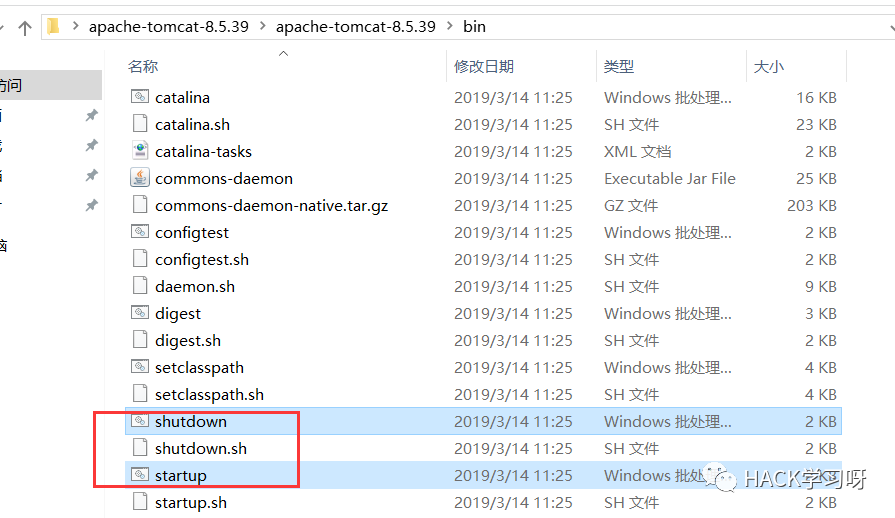 apache-tomcat-8.5.39 > apache-tomcat-8.5.39 > bin
名称 修改日期 类型 大小
访问
catalina 2019/3/14 11:25 Windows 批处理... 16 KB
catalina.sh 2019/3/14 11:25 SH 文件 23 KB
catalina-tasks 2019/3/14 11:25 XML 文档 2 KB
commons-daemon 2019/3/14 11:25 Executable Jar File 25 KB
commons-daemon-native.tar.gz 2019/3/14 11:25 GZ 文件 203 KB
configtest 2019/3/14 11:25 Windows 批处理... 2 KB
configtest.sh 2019/3/14 11:25 SH 文件 2 KB
daemon.sh 2019/3/14 11:25 SH 文件 9 KB
digest 2019/3/14 11:25 Windows 批处理... 3 KB
digest.sh 2019/3/14 11:25 SH 文件 2 KB
setclasspath 2019/3/14 11:25 Windows 批处理... 4 KB
setclasspath.sh 2019/3/14 11:25 SH 文件 4 KB
shutdown 2019/3/14 11:25 Windows 批处理... 2 KB
shutdown.sh 2019/3/14 11:25 SH 文件 2 KB
startup 2019/3/14 11:25 Windows 批处 KB
HACK学习呀
startup.sh 2019/3/14 11:25 SH 文件 2 KB